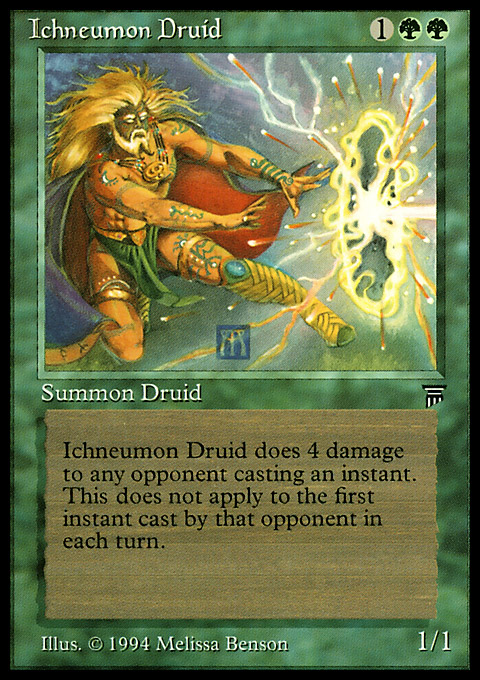 Ichneumon Druid 1
Summon Druid
Ichneumon Druid does 4 damage
to any opponent casting an instant.
This does not apply to the first
instant cast by that opponent in
each turn.
Illus. © 1994 Melissa Benson 1/1